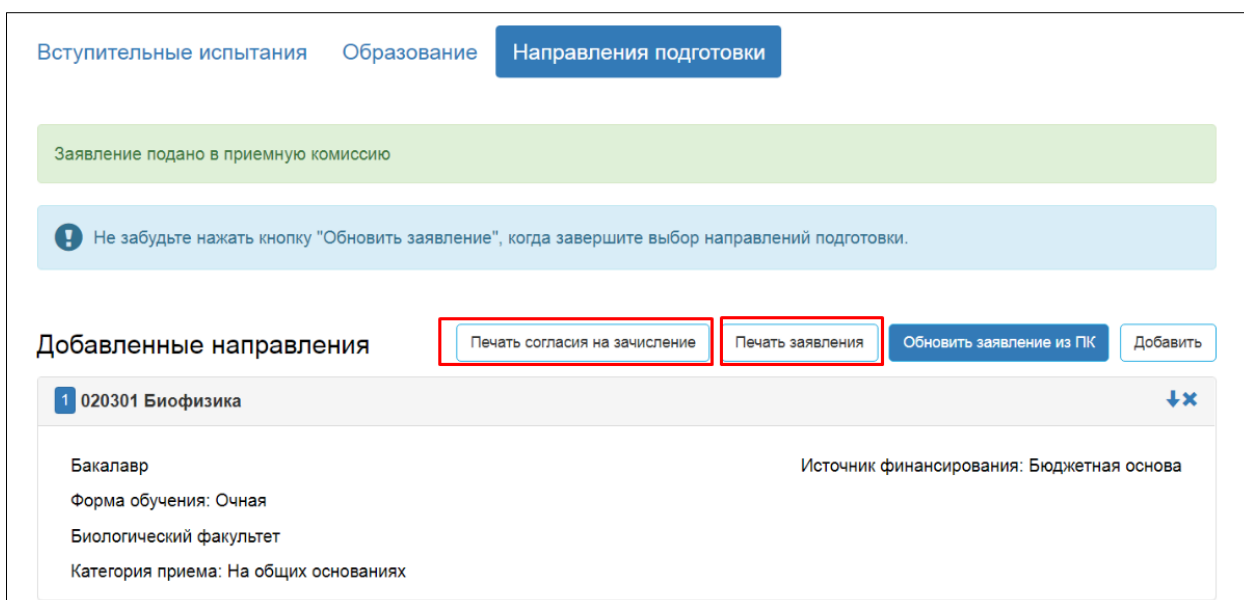 Вступительные испытания Образование Направления подготовки
Заявление подано в приемную комиссию
Не забудьте нажать кнопку "Обновить заявление", когда завершите выбор направлений подготовки.
Добавленные направления Печать согласия на зачисление Печать заявления Обновить заявление из ПК Добавить
1 020301 Биофизика
Бакалавр Источник финансирования: Бюджетная основа
Форма обучения: Очная
Биологический факультет
Категория приема: На общих основаниях